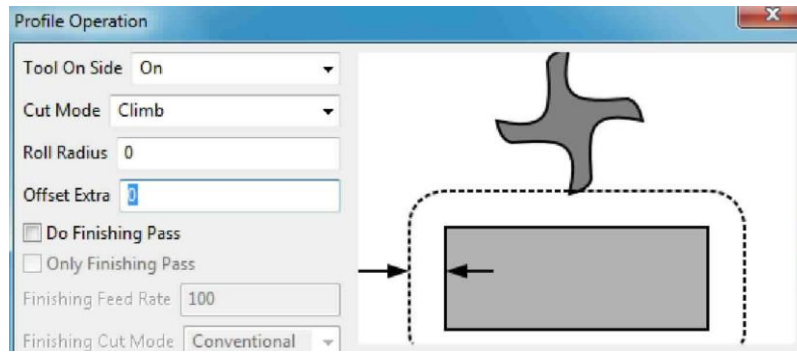 Profile Operation
Tool On Side On
Cut Mode Climb
Roll Radius 0
Offset Extra 0
Do Finishing Pass
Only Finishing Pass
Finishing Feed Rate 100
Finishing Cut Mode Conventional